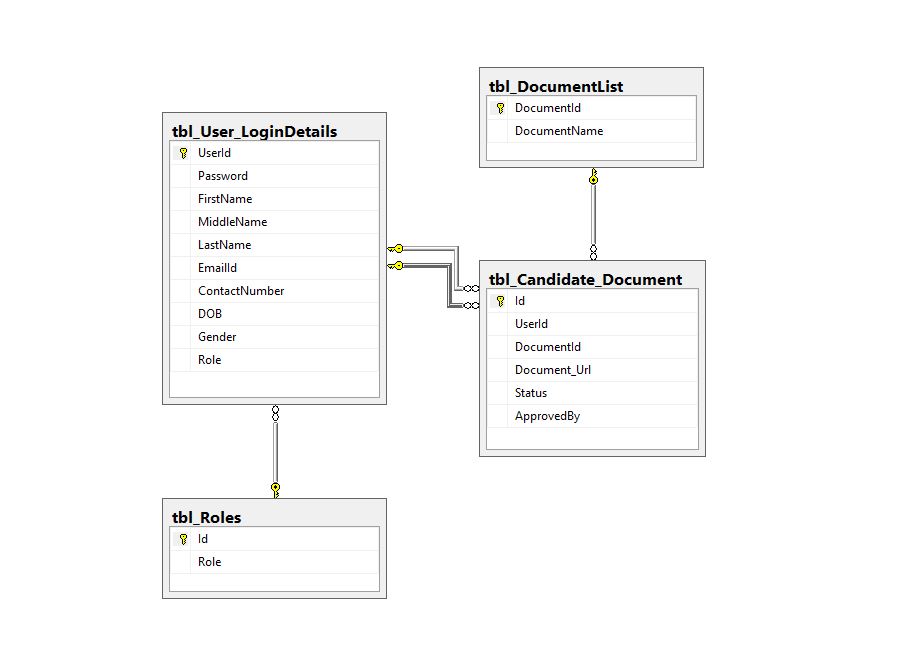 tbl_User_LoginDetails
UserId
Password
FirstName
MiddleName
LastName
EmailId
ContactNumber
DOB
Gender
Role
tbl_DocumentList
DocumentId
DocumentName
tbl_Candidate_Document
Id
UserId
DocumentId
Document_Url
Status
ApprovedBy
tbl_Roles
Id
Role